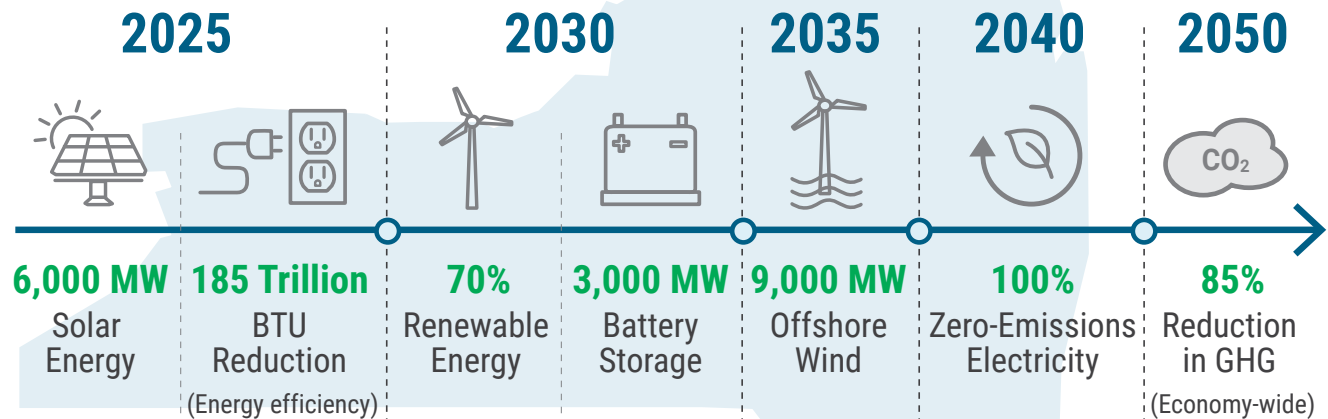 2025
2030
2035
2040
2050
+ -
CO₂
6,000 MW
Solar
Energy
185 Trillion
BTU
Reduction
(Energy efficiency)
70%
Renewable
Energy
3,000 MW
Battery
Storage
9,000 MW
Offshore
Wind
100%
Zero-Emissions
Electricity
85%
Reduction
in GHG
(Economy-wide)